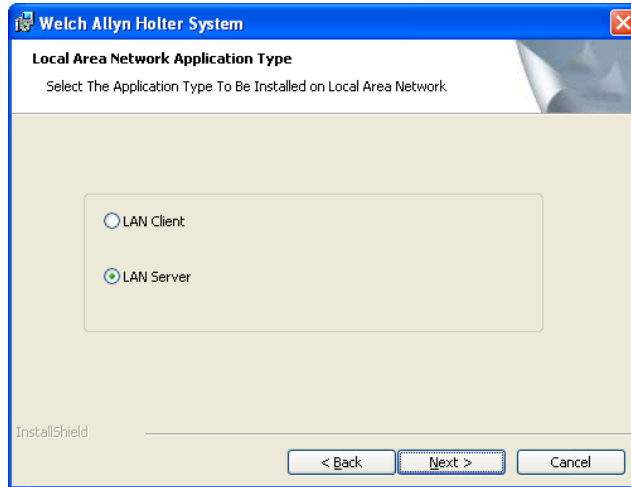 Welch Allyn Holter System
Local Area Network Application Type
Select The Application Type To Be Installed on Local Area Network
LAN Client
LAN Server
InstallShield
< Back Next > Cancel